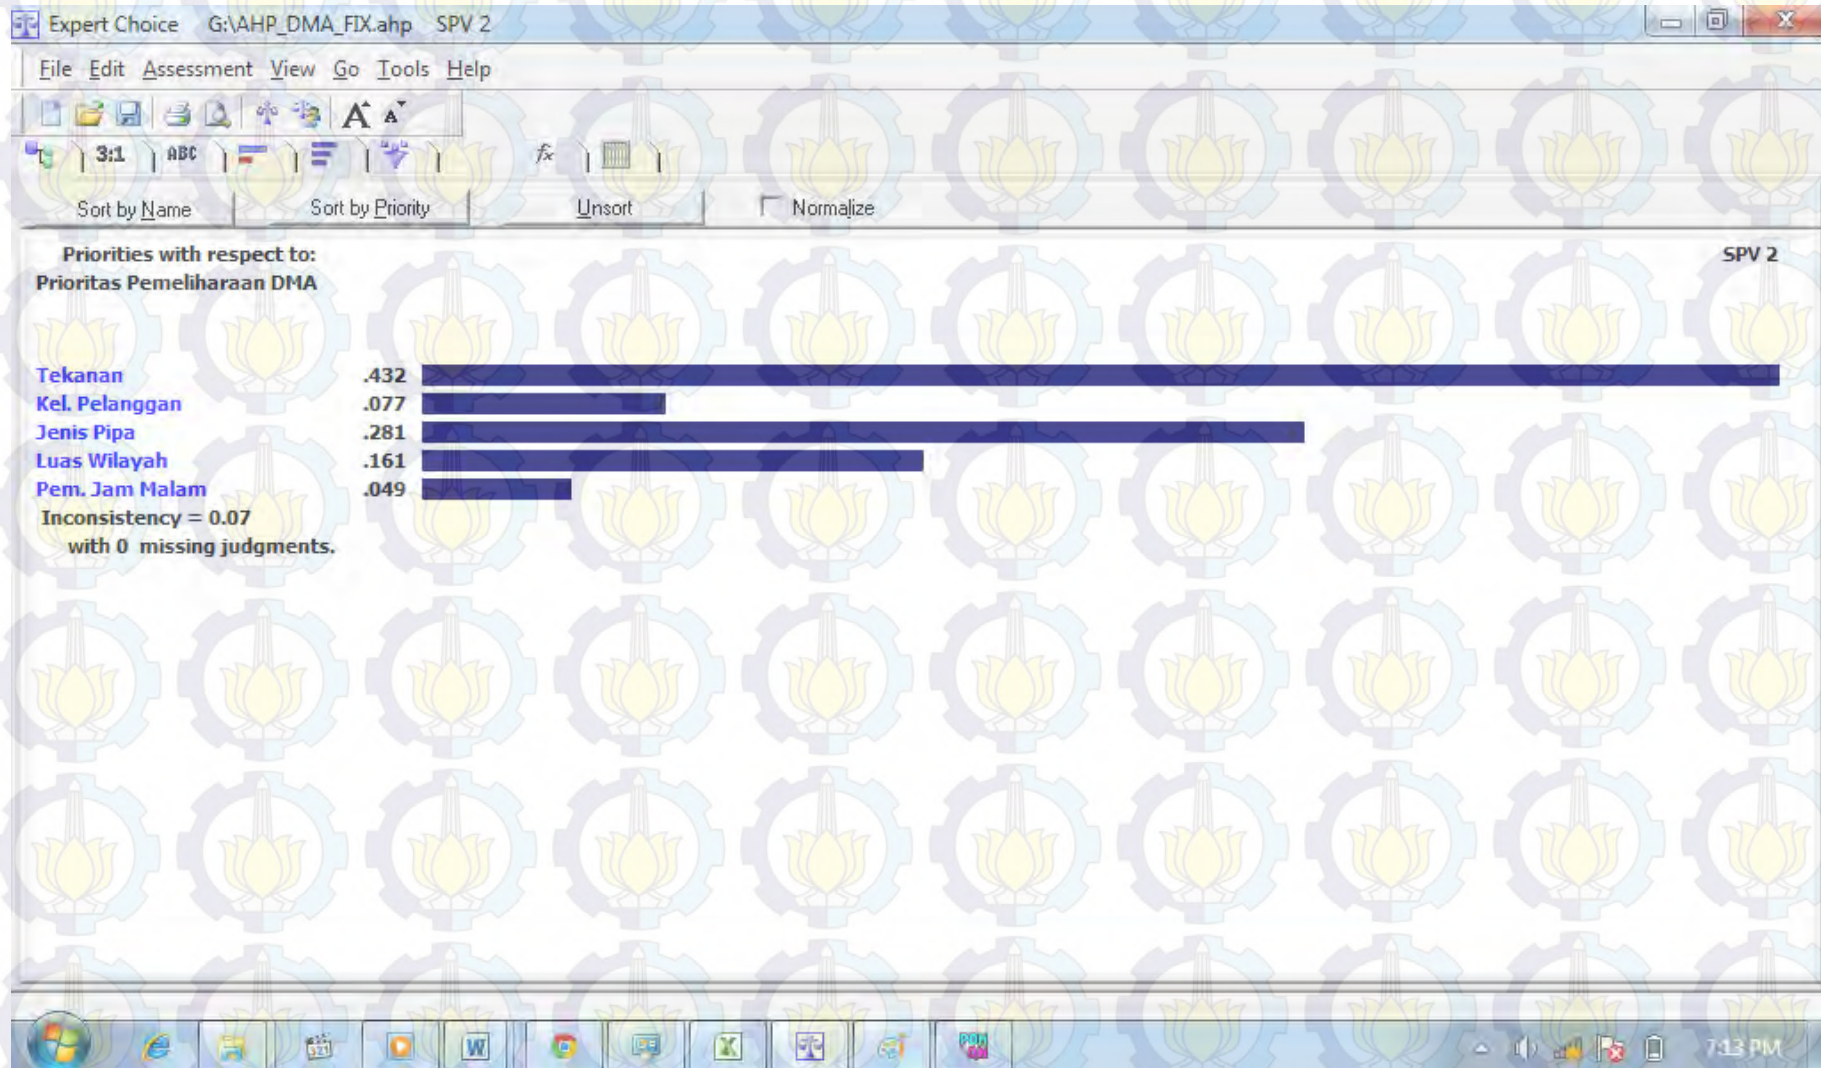 Expert Choice G:\AHP_DMA_FIX.ahp SPV 2
File Edit Assessment View Go Tools Help
A A
3:1 ABC fx
Sort by Name Sort by Priority Unsort Normalize
Priorities with respect to: SPV 2
Prioritas Pemeliharaan DMA
Tekanan .432
Kel. Pelanggan .077
Jenis Pipa .281
Luas Wilayah .161
Pem. Jam Malam .049
Inconsistency = 0.07
with 0 missing judgments.
7:13 PM